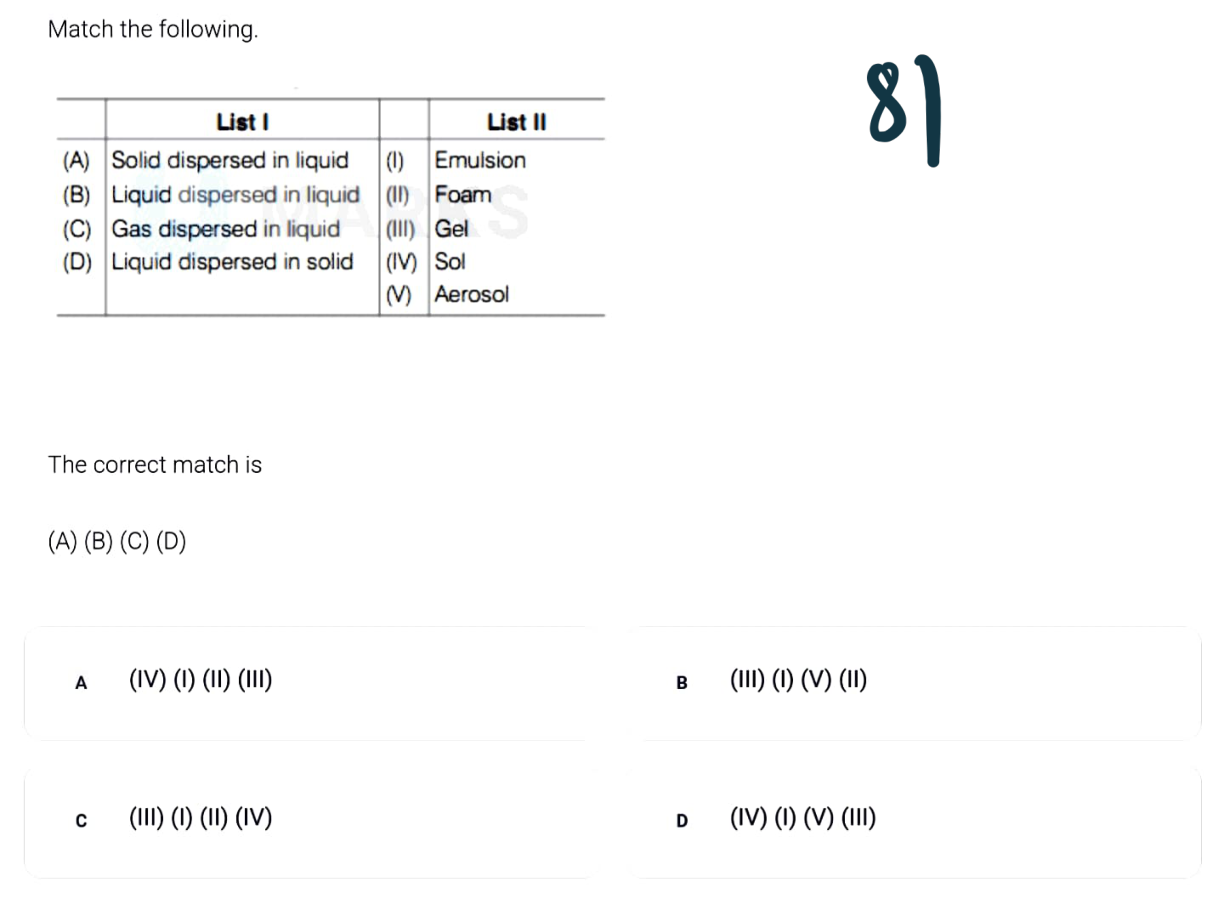 Match the following.
81
List I List II
(A) Solid dispersed in liquid (I) Emulsion
(B) Liquid dispersed in liquid (II) Foam
(C) Gas dispersed in liquid (III) Gel
(D) Liquid dispersed in solid (IV) Sol
(V) Aerosol
MARKS
The correct match is
(A) (B) (C) (D)
A (IV) (I) (II) (III)
B (III) (I) (V) (II)
C (III) (I) (II) (IV)
D (IV) (I) (V) (III)